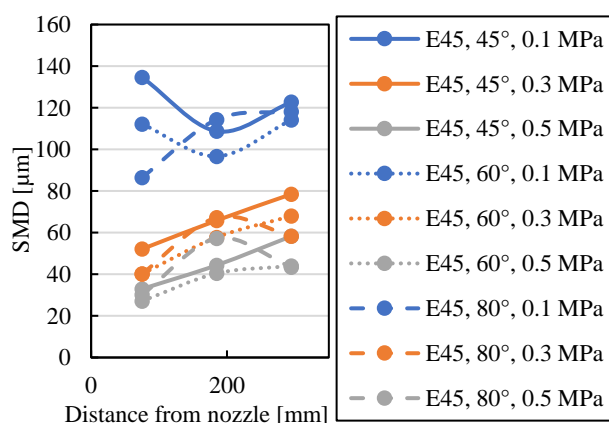 160
140
120
100
80
60
40
20
0
SMD [µm]
0
200
Distance from nozzle [mm]
E45, 45°, 0.1 MPa
E45, 45°, 0.3 MPa
E45, 45°, 0.5 MPa
E45, 60°, 0.1 MPa
E45, 60°, 0.3 MPa
E45, 60°, 0.5 MPa
E45, 80°, 0.1 MPa
E45, 80°, 0.3 MPa
E45, 80°, 0.5 MPa